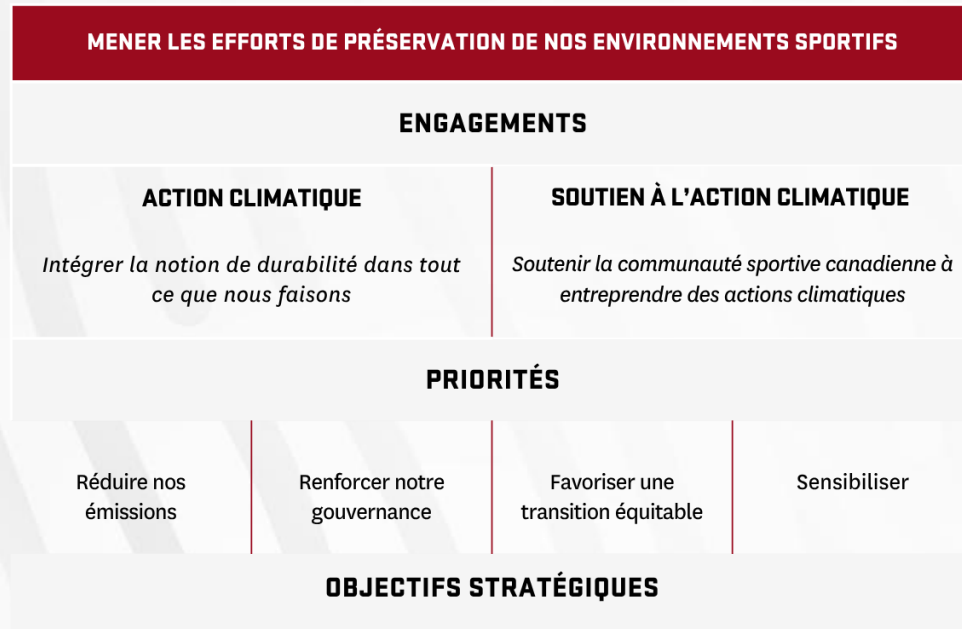 MENER LES EFFORTS DE PRÉSERVATION DE NOS ENVIRONNEMENTS SPORTIFS
ENGAGEMENTS
ACTION CLIMATIQUE
Intégrer la notion de durabilité dans tout
ce que nous faisons
SOUTIEN À L'ACTION CLIMATIQUE
Soutenir la communauté sportive canadienne à
entreprendre des actions climatiques
PRIORITÉS
Réduire nos
émissions
Renforcer notre
gouvernance
Favoriser une
transition équitable
Sensibiliser
OBJECTIFS STRATÉGIQUES